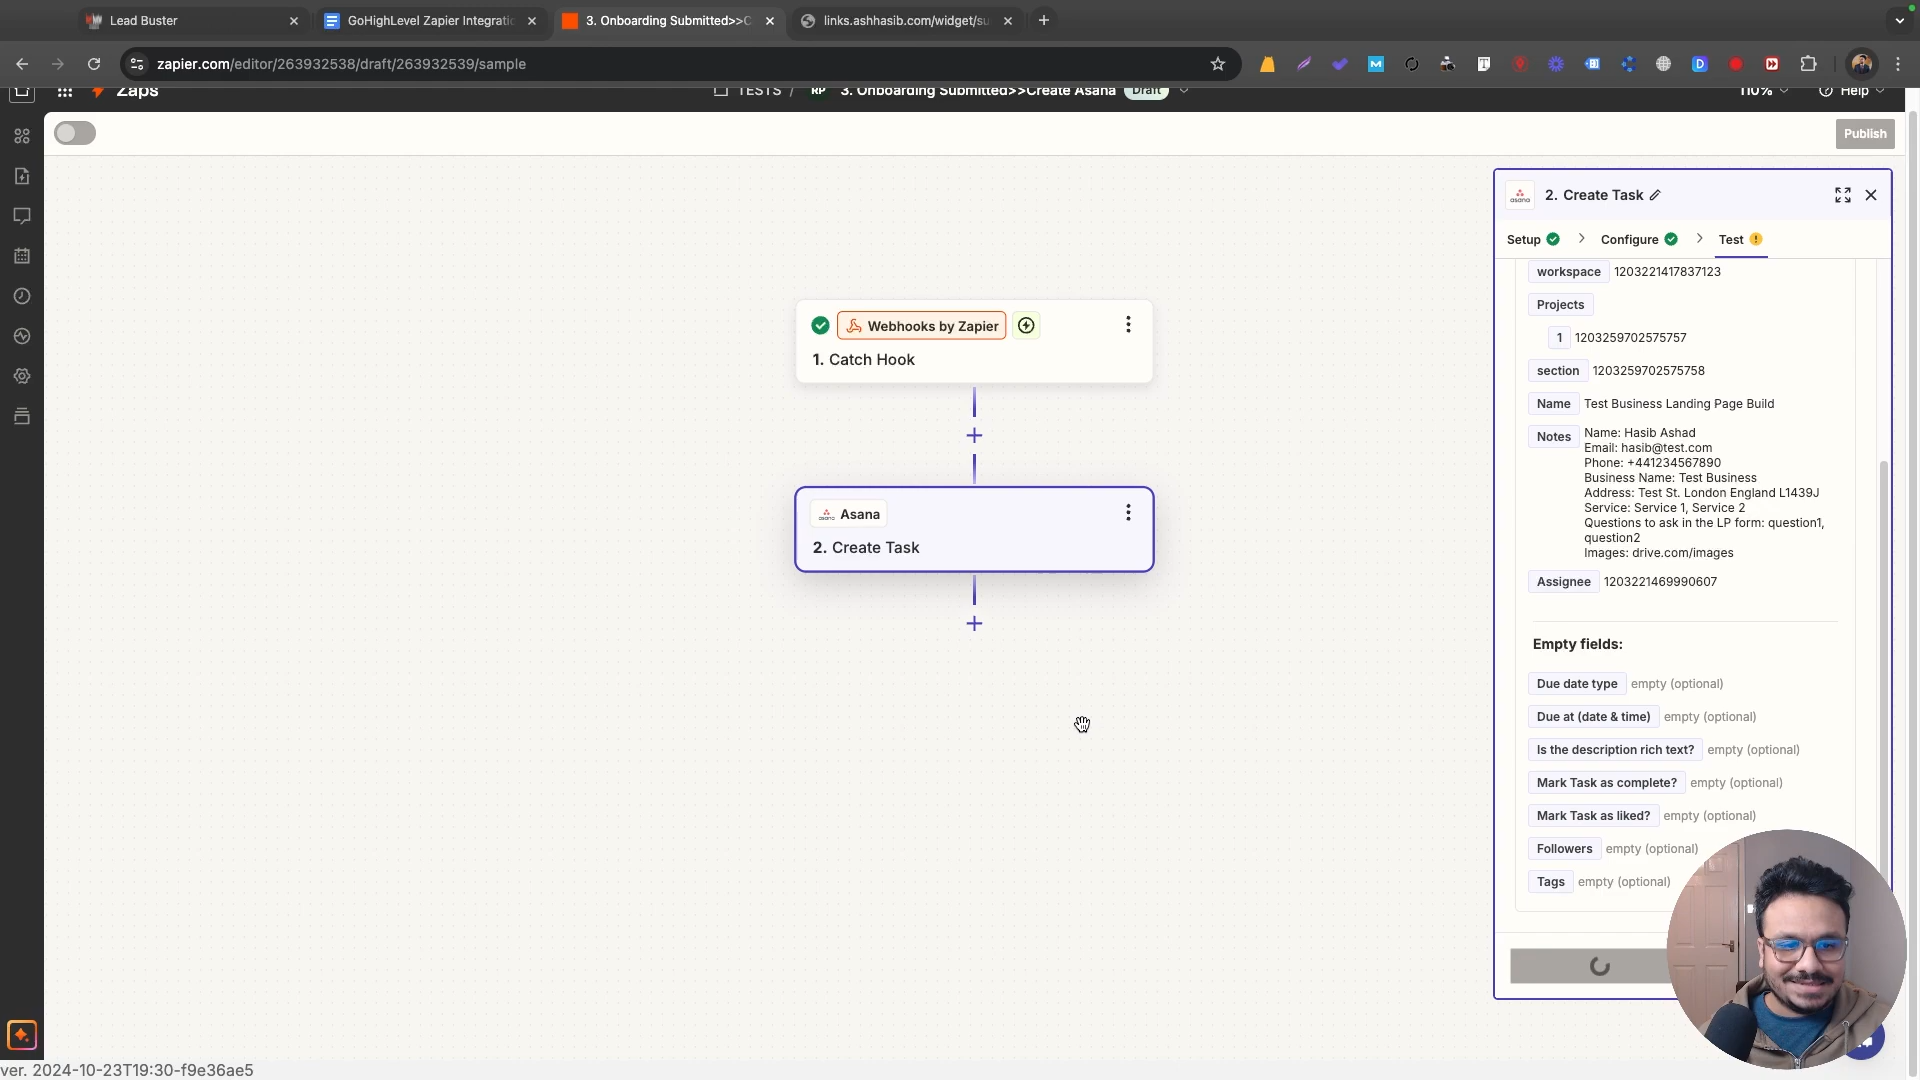 Lead Buster
GoHighLevel Zapier Integratio
3. Onboarding Submitted>>C
links.ashhasib.com/widget/su
zapier.com/editor/263932538/draft/263932539/sample
Zaps
TESTS / RP 3. Onboarding Submitted>>Create Asana Draft
110%
Help
Publish
2. Create Task
Setup
Configure
Test
Webhooks by Zapier
1. Catch Hook
asana Asana
2. Create Task
workspace 1203221417837123
Projects
1 1203259702575757
section 1203259702575758
Name Test Business Landing Page Build
Notes Name: Hasib Ashad
Email: hasib@test.com
Phone: +441234567890
Business Name: Test Business
Address: Test St. London England L1439J
Service: Service 1, Service 2
Questions to ask in the LP form: question1,
question2
Images: drive.com/images
Assignee 1203221469990607
Empty fields:
Due date type empty (optional)
Due at (date & time) empty (optional)
Is the description rich text? empty (optional)
Mark Task as complete? empty (optional)
Mark Task as liked? empty (optional)
Followers empty (optional)
Tags empty (optional)
ver. 2024-10-23T19:30-f9e36ae5